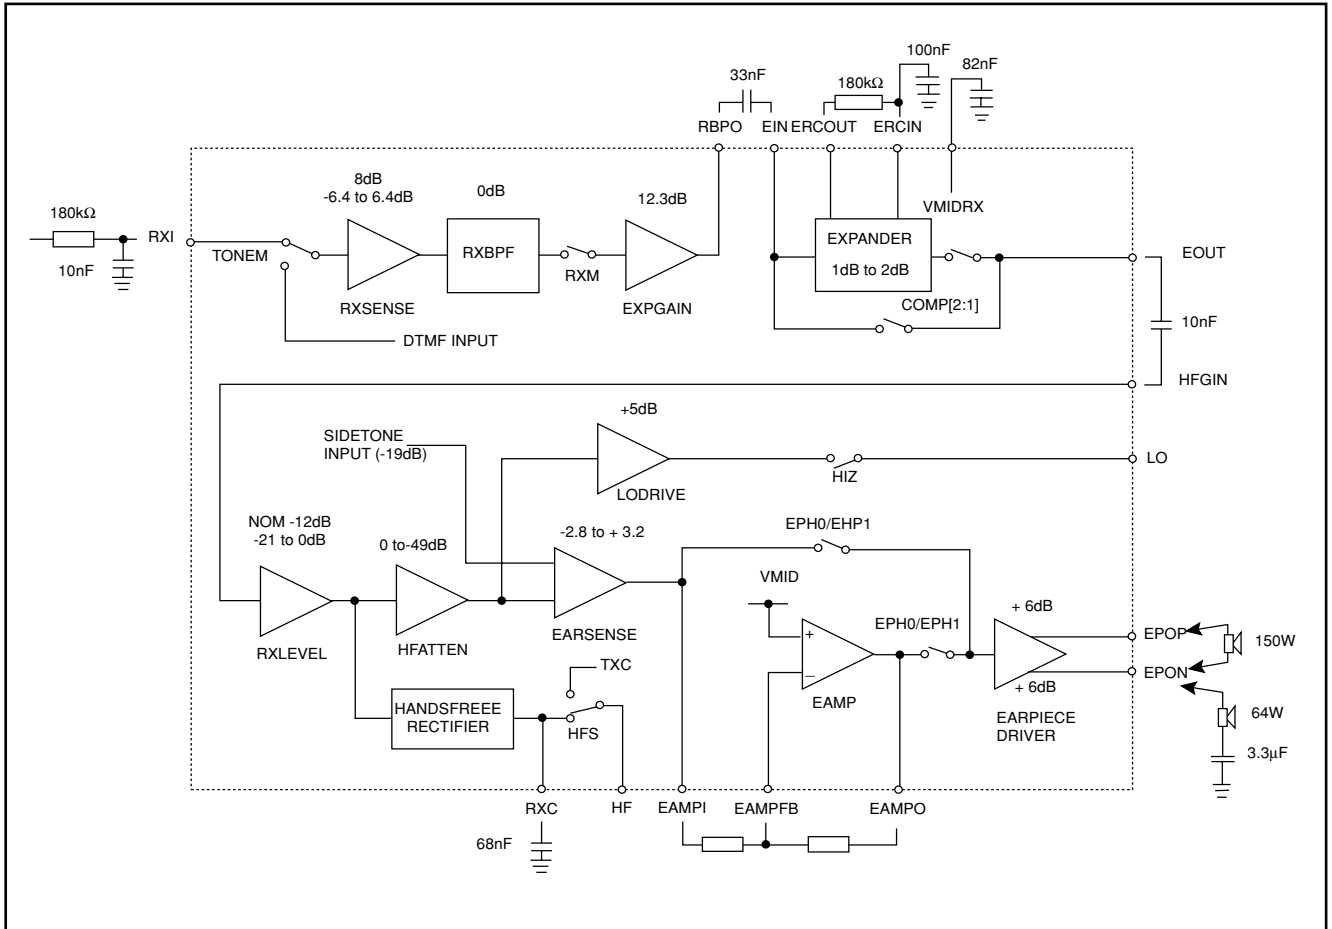 100nF
82nF
33nF
180kΩ
RBPO
EIN
ERCOUT
ERCIN
8dB
-6.4 to 6.4dB
0dB
12.3dB
VMIDRX
180kΩ
RXI
TONEM
10nF
RXBPF
RXM
EXPANDER
1dB to 2dB
EOUT
RXSENSE
EXPGAIN
COMP[2:1]
DTMF INPUT
10nF
HFGIN
+5dB
SIDETONE
INPUT (-19dB)
LODRIVE
HIZ
LO
NOM -12dB
-21 to 0dB
0 to-49dB
-2.8 to + 3.2
EPH0/EHP1
VMID
+ 6dB
EPH0/EPH1
EPOP
150W
+
–
RXLEVEL
HFATTEN
EARSENSE
EPON
TXC
+ 6dB
EAMP
HANDSFREEE
RECTIFIER
HFS
EARPIECE
DRIVER
64W
3.3µF
RXC
HF
EAMPI
EAMPFB
EAMPO
68nF